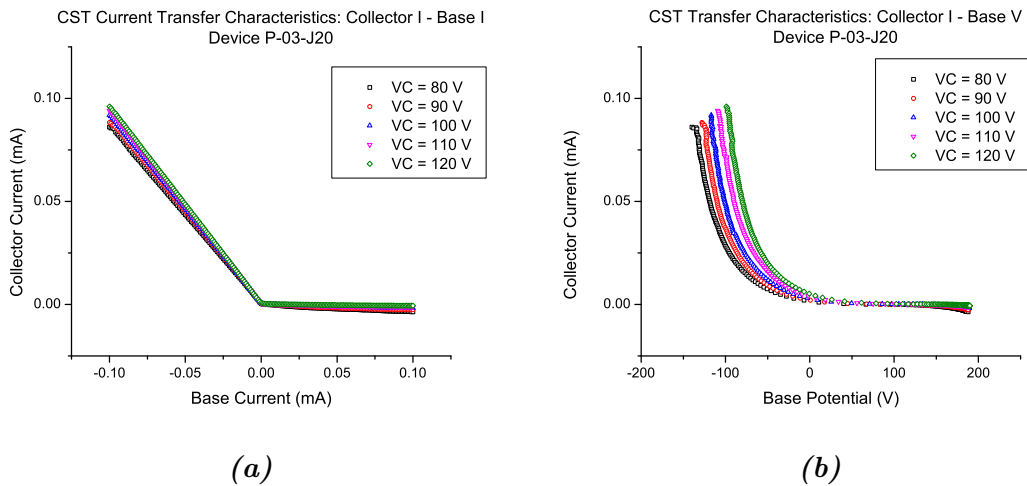 CST Current Transfer Characteristics: Collector I - Base I
Device P-03-J20
VC = 80 V
VC = 90 V
VC = 100 V
VC = 110 V
VC = 120 V
0.10
0.05
0.00
Collector Current (mA)
-0.10
-0.05
0.00
0.05
0.10
Base Current (mA)
(a)
CST Transfer Characteristics: Collector I - Base V
Device P-03-J20
VC = 80 V
VC = 90 V
VC = 100 V
VC = 110 V
VC = 120 V
0.10
0.05
0.00
Collector Current (mA)
-200
-100
0
100
200
Base Potential (V)
(b)